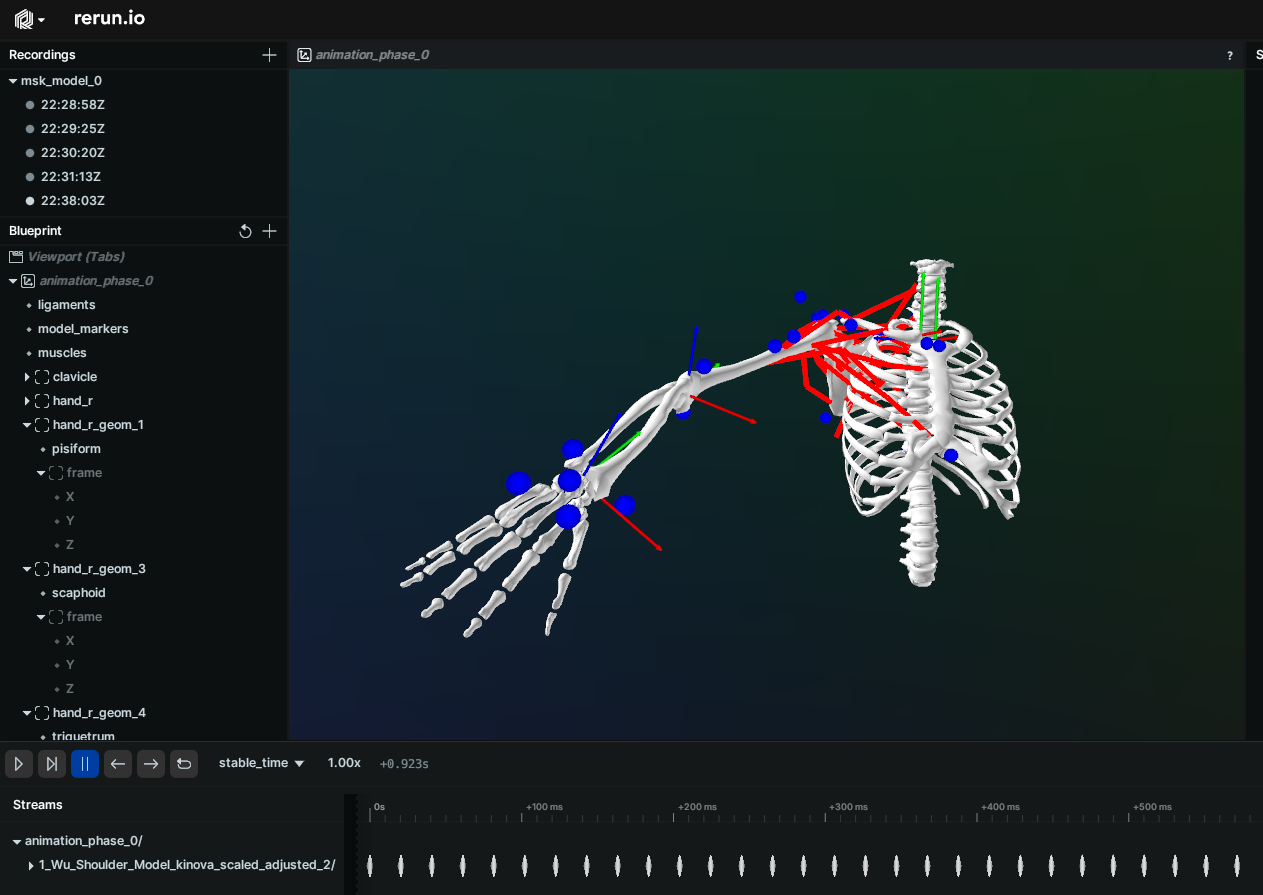 rerun.io
Recordings
msk_model_0
22:28:58Z
22:29:25Z
22:30:20Z
22:31:13Z
22:38:03Z
Blueprint
Viewport (Tabs)
animation_phase_0
ligaments
model_markers
muscles
clavicle
hand_r
hand_r_geom_1
pisiform
frame
X
Y
Z
hand_r_geom_3
scaphoid
frame
X
Y
Z
hand_r_geom_4
triquetrum
animation_phase_0
?
S
stable_time 1.00x +0.923s
Streams
0s +100 ms +200 ms +300 ms +400 ms +500 ms
animation_phase_0/
1_Wu_Shoulder_Model_kinova_scaled_adjusted_2/